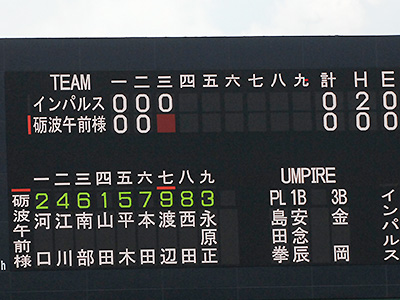 TEAM 一 二 三 四 五 六 七 八 九 計 H E
インパルス 0 0 0 0 2 0
砺波午前様 0 0 0 0 0
一 二 三 四 五 六 七 八 九
2 4 6 1 5 7 9 8 3
砺波午前様
河口
江川
南部
山田
平木
本田
渡辺
西田
永原正
UMPIRE
PL 1B 3B
島田拳
安念辰
金岡
インパルス
h